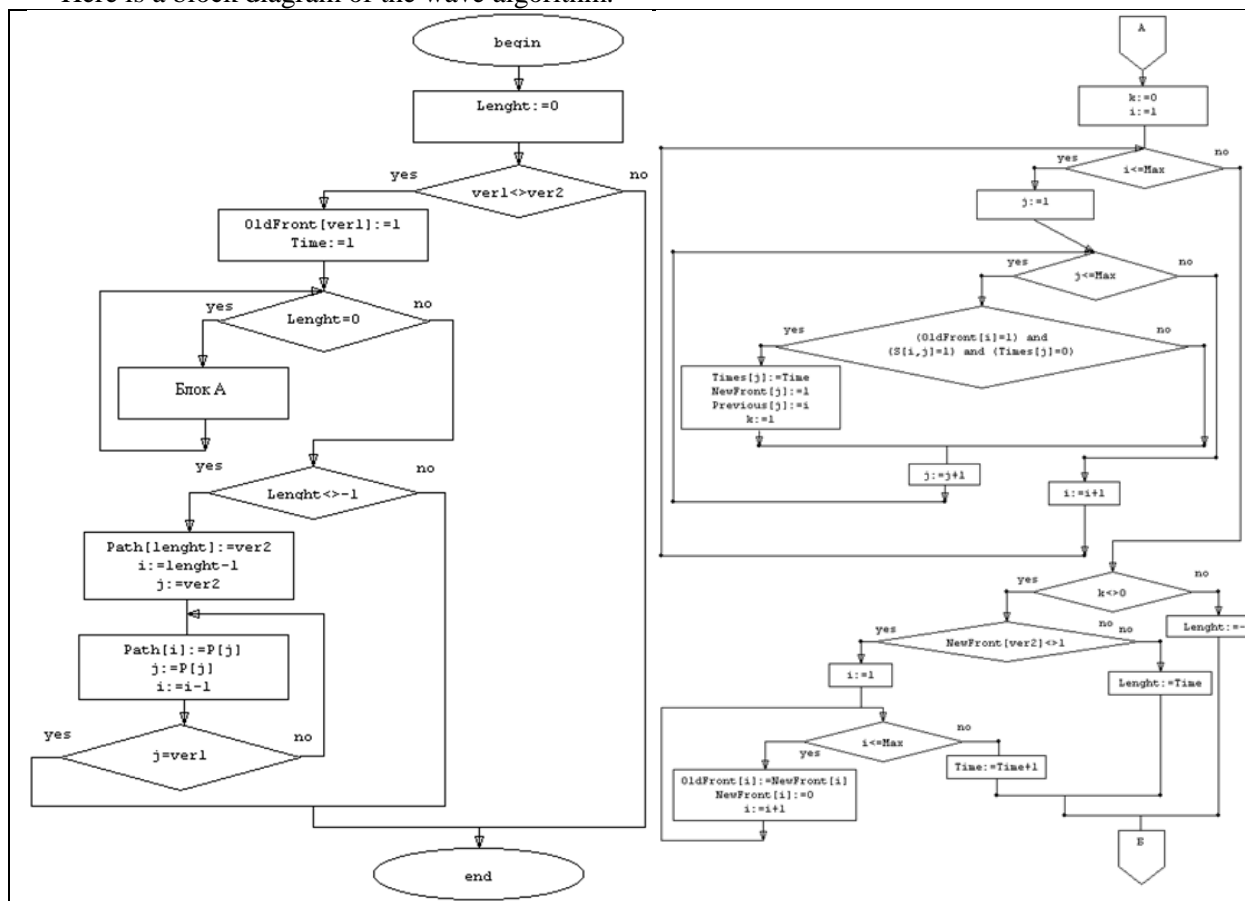 Here is a block diagram of the wave algorithm.
begin
Lenght:=0
yes
no
ver1<>ver2
OldFront[ver1]:=1
Time:=1
yes
no
Lenght=0
Блок А
yes
no
Lenght<>-1
Path[lenght]:=ver2
i:=lenght-1
j:=ver2
Path[i]:=P[j]
j:=P[j]
i:=i-1
yes
no
j=ver1
end
A
k:=0
i:=1
yes
no
i<=Max
j:=1
yes
no
j<=Max
yes
no
(OldFront[i]=1) and
(S[i,j]=1) and (Times[j]=0)
Times[j]:=Time
NewFront[j]:=1
Previous[j]:=i
k:=1
j:=j+1
i:=i+1
yes
no
k<>0
Lenght:=-
yes
no
no
NewFront[ver2]<>1
i:=1
Lenght:=Time
no
i<=Max
yes
Time:=Time+1
OldFront[i]:=NewFront[i]
NewFront[i]:=0
i:=i+1